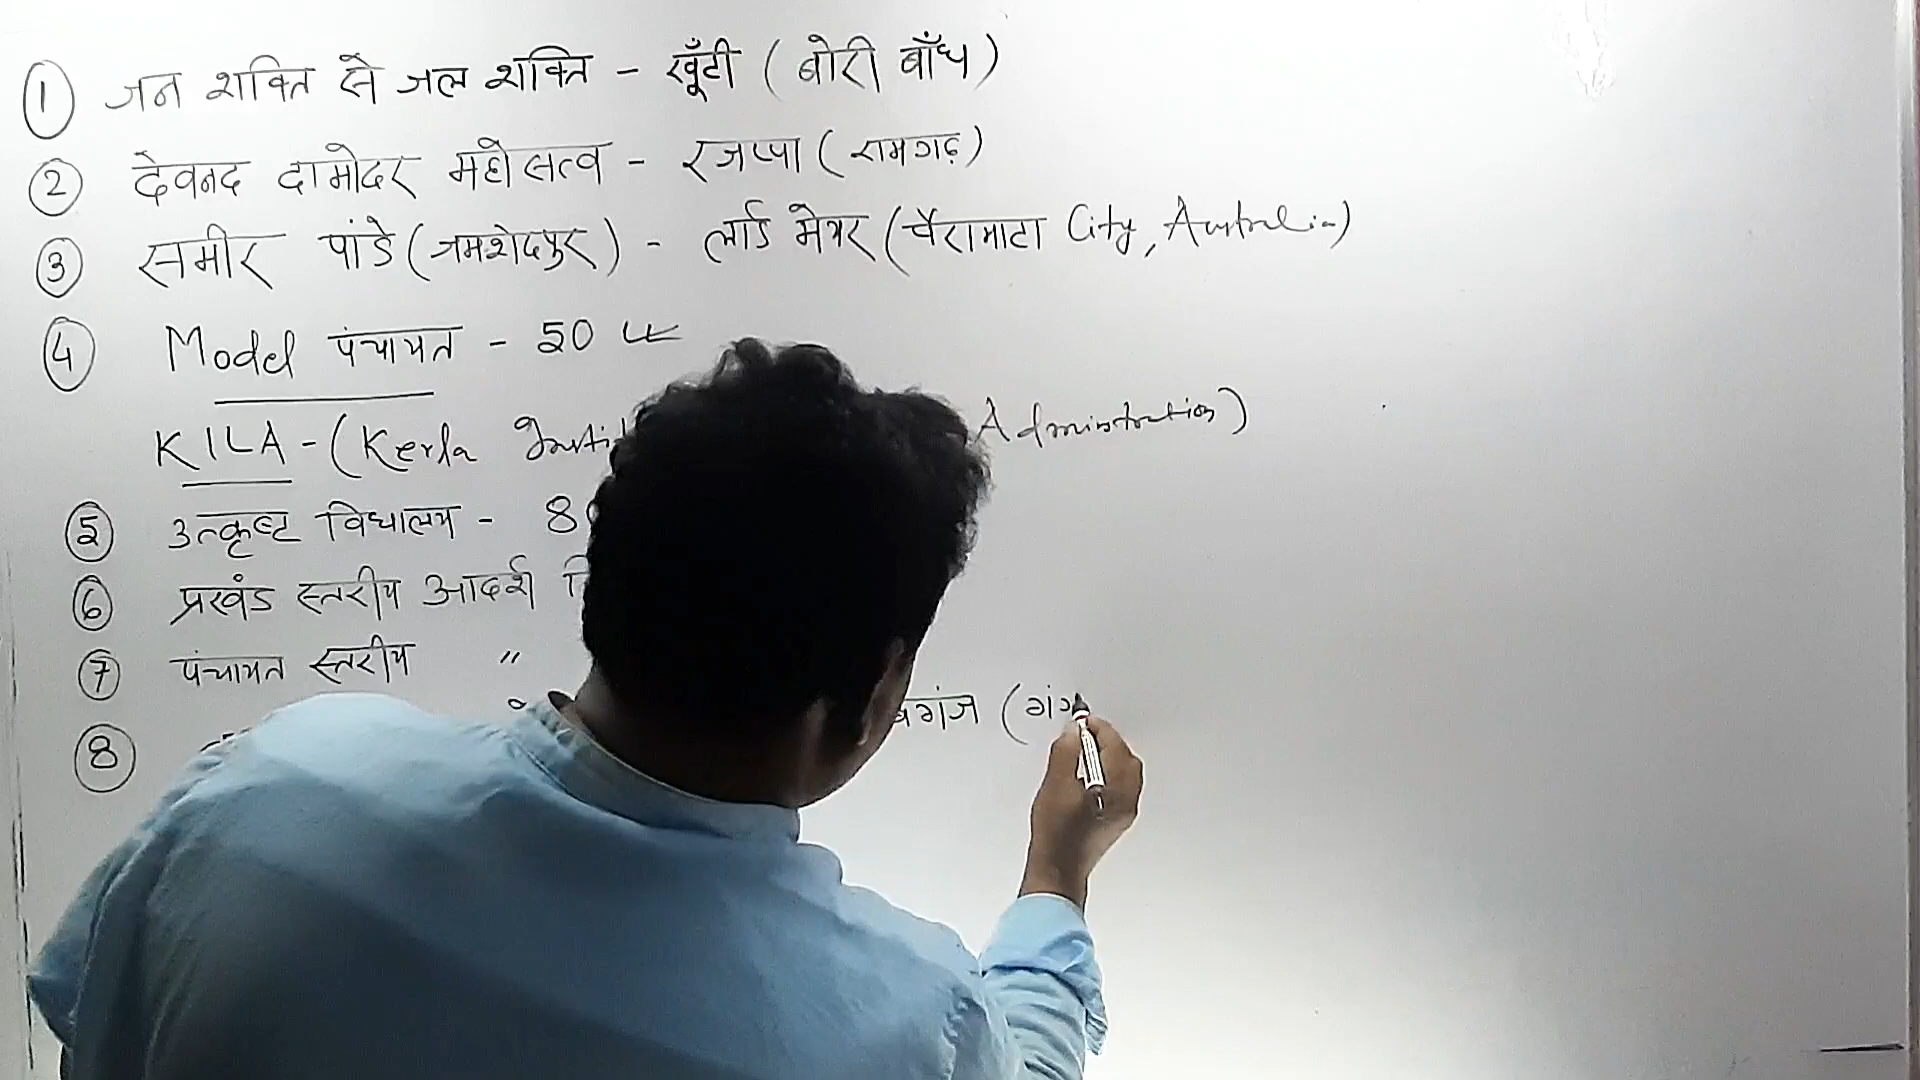 ① जन शक्ति से जल शक्ति - खूँटी (बोरी बाँध)
② देवनद दामोदर महोसत्व - रजप्पा (रामगढ़)
③ समीर पांडे (जमशेदपुर) - लार्ड मेयर (पैरामाटा City, Australia)
④ Model पंचायत - 50
KILA - (Kerla Administration)
⑤ उत्कृष्ट विधालय - 8
⑥ प्रखंड स्तरीय आदर्श
⑦ पंचायत स्तरीय "
⑧ (गंग